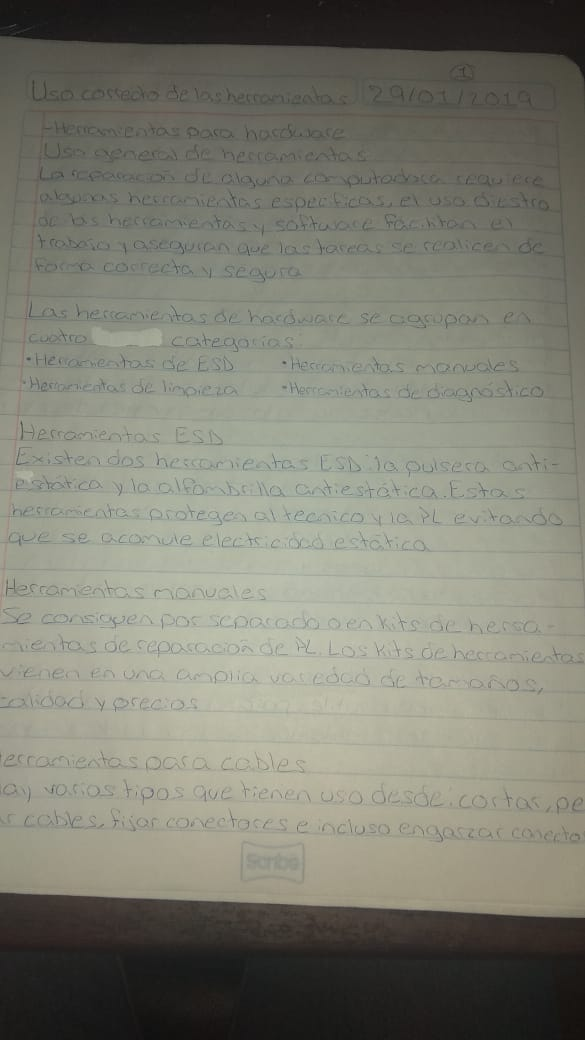 1
Uso correcto de las herramientas 29/01/2019
-Herramientas para hardware
Uso general de herramientas
La reparación de alguna computadora requiere
algunas herramientas especificas, el uso diestro
de las herramientas y software facilitan el
trabajo y aseguran que las tareas se realicen de
forma correcta y segura
Las herramientas de hardware se agrupan en
cuatro categorias:
•Herramientas de ESD •Herramientas manuales
•Herramientas de limpieza •Herramientas de diagnóstico
Herramientas ESD
Existen dos herramientas ESD: la pulsera anti-
estática y la alfombrilla antiestática. Estas
herramientas protegen al tecnico y la PC evitando
que se acomule electricidad estática
Herramientas manuales
Se consiguen por separado o en kits de herra-
mientas de reparación de PC. Los kits de herramientas
vienen en una amplia variedad de tamaños,
calidad y precios
erramientas para cables
ay varios tipos que tienen uso desde: cortar, pe
r cables, fijar conectores e incluso engarzar conecto
Scribe